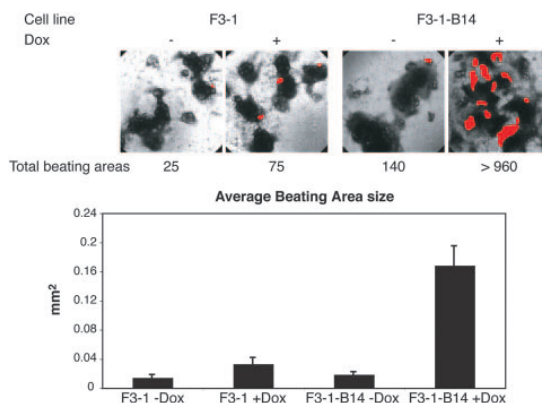 Cell line F3-1 F3-1-B14
Dox - + - +
Total beating areas 25 75 140 > 960
Average Beating Area size
0.24
0.2
0.16
0.12
0.08
0.04
0
mm²
F3-1 -Dox F3-1 +Dox F3-1-B14 -Dox F3-1-B14 +Dox